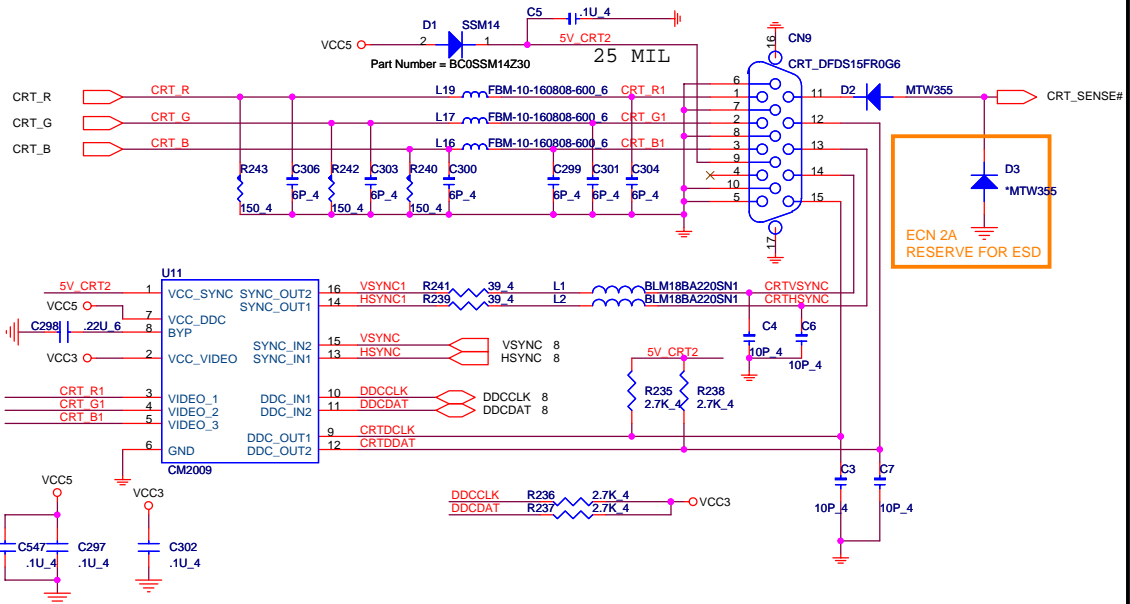 C5 .1U_4
D1 SSM14
VCC5 2 1 5V_CRT2
25 MIL
Part Number = BC0SSM14Z30
16
CN9
CRT_DFDS15FR0G6
CRT_R CRT_R L19 FBM-10-160808-600_6 CRT_R1
CRT_G CRT_G L17 FBM-10-160808-600_6 CRT_G1
CRT_B CRT_B L16 FBM-10-160808-600_6 CRT_B1
6
1 11
7
2 12
8
3 13
9
4 14
10
5 15
17
D2 MTW355
CRT_SENSE#
D3
*MTW355
ECN 2A
RESERVE FOR ESD
R243 C306 R242 C303 R240 C300 C299 C301 C304
6P_4 6P_4 6P_4 6P_4 6P_4 6P_4
150_4 150_4 150_4
U11
5V_CRT2 1 VCC_SYNC SYNC_OUT2 16 VSYNC1 R241 39_4 L1 BLM18BA220SN1 CRTVSYNC
SYNC_OUT1 14 HSYNC1 R239 39_4 L2 BLM18BA220SN1 CRTHSYNC
VCC5 7 VCC_DDC
C298 .22U_6 8 BYP
VCC3 2 VCC_VIDEO
SYNC_IN2 15 VSYNC VSYNC 8
SYNC_IN1 13 HSYNC HSYNC 8
C4 C6
10P_4
10P_4
5V_CRT2
R235 R238
2.7K_4 2.7K_4
CRT_R1 3 VIDEO_1 DDC_IN1 10 DDCCLK DDCCLK 8
CRT_G1 4 VIDEO_2 DDC_IN2 11 DDCDAT DDCDAT 8
CRT_B1 5 VIDEO_3
DDC_OUT1 9 CRTDCLK
6 GND DDC_OUT2 12 CRTDDAT
CM2009
C3 C7
10P_4 10P_4
VCC5
VCC3
DDCCLK R236 2.7K_4
DDCDAT R237 2.7K_4
VCC3
C547 C297 C302
.1U_4 .1U_4 .1U_4